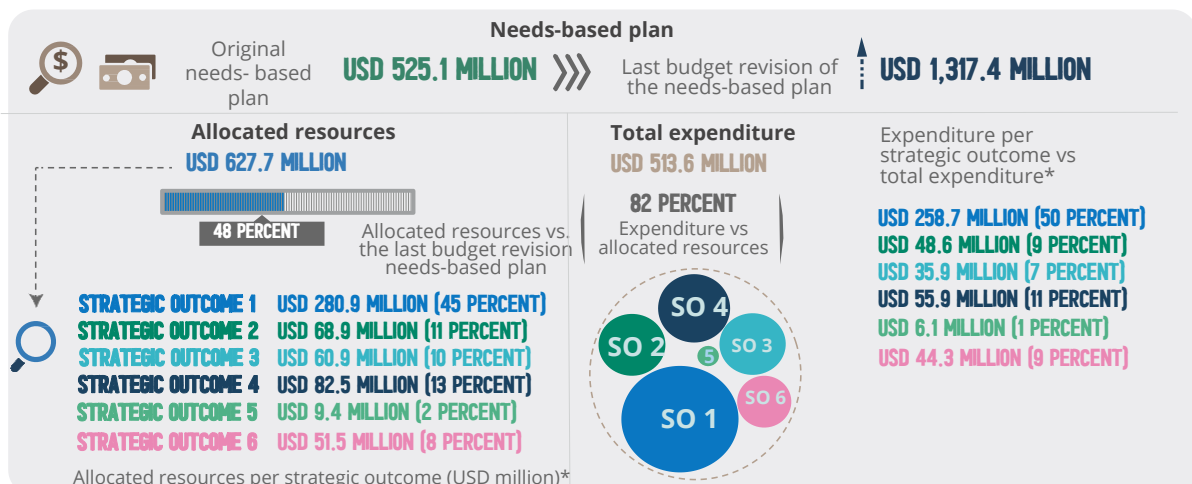 Needs-based plan
$
Original
needs- based
plan
USD 525.1 MILLION
Last budget revision of
the needs-based plan
USD 1,317.4 MILLION
Allocated resources
USD 627.7 MILLION
48 PERCENT
Allocated resources vs.
the last budget revision
needs-based plan
STRATEGIC OUTCOME 1 USD 280.9 MILLION (45 PERCENT)
STRATEGIC OUTCOME 2 USD 68.9 MILLION (11 PERCENT)
STRATEGIC OUTCOME 3 USD 60.9 MILLION (10 PERCENT)
STRATEGIC OUTCOME 4 USD 82.5 MILLION (13 PERCENT)
STRATEGIC OUTCOME 5 USD 9.4 MILLION (2 PERCENT)
STRATEGIC OUTCOME 6 USD 51.5 MILLION (8 PERCENT)
Allocated resources per strategic outcome (USD million)*
Total expenditure
USD 513.6 MILLION
82 PERCENT
Expenditure vs
allocated resources
SO 4
SO 2
5
SO 3
SO 1
SO 6
Expenditure per
strategic outcome vs
total expenditure*
USD 258.7 MILLION (50 PERCENT)
USD 48.6 MILLION (9 PERCENT)
USD 35.9 MILLION (7 PERCENT)
USD 55.9 MILLION (11 PERCENT)
USD 6.1 MILLION (1 PERCENT)
USD 44.3 MILLION (9 PERCENT)